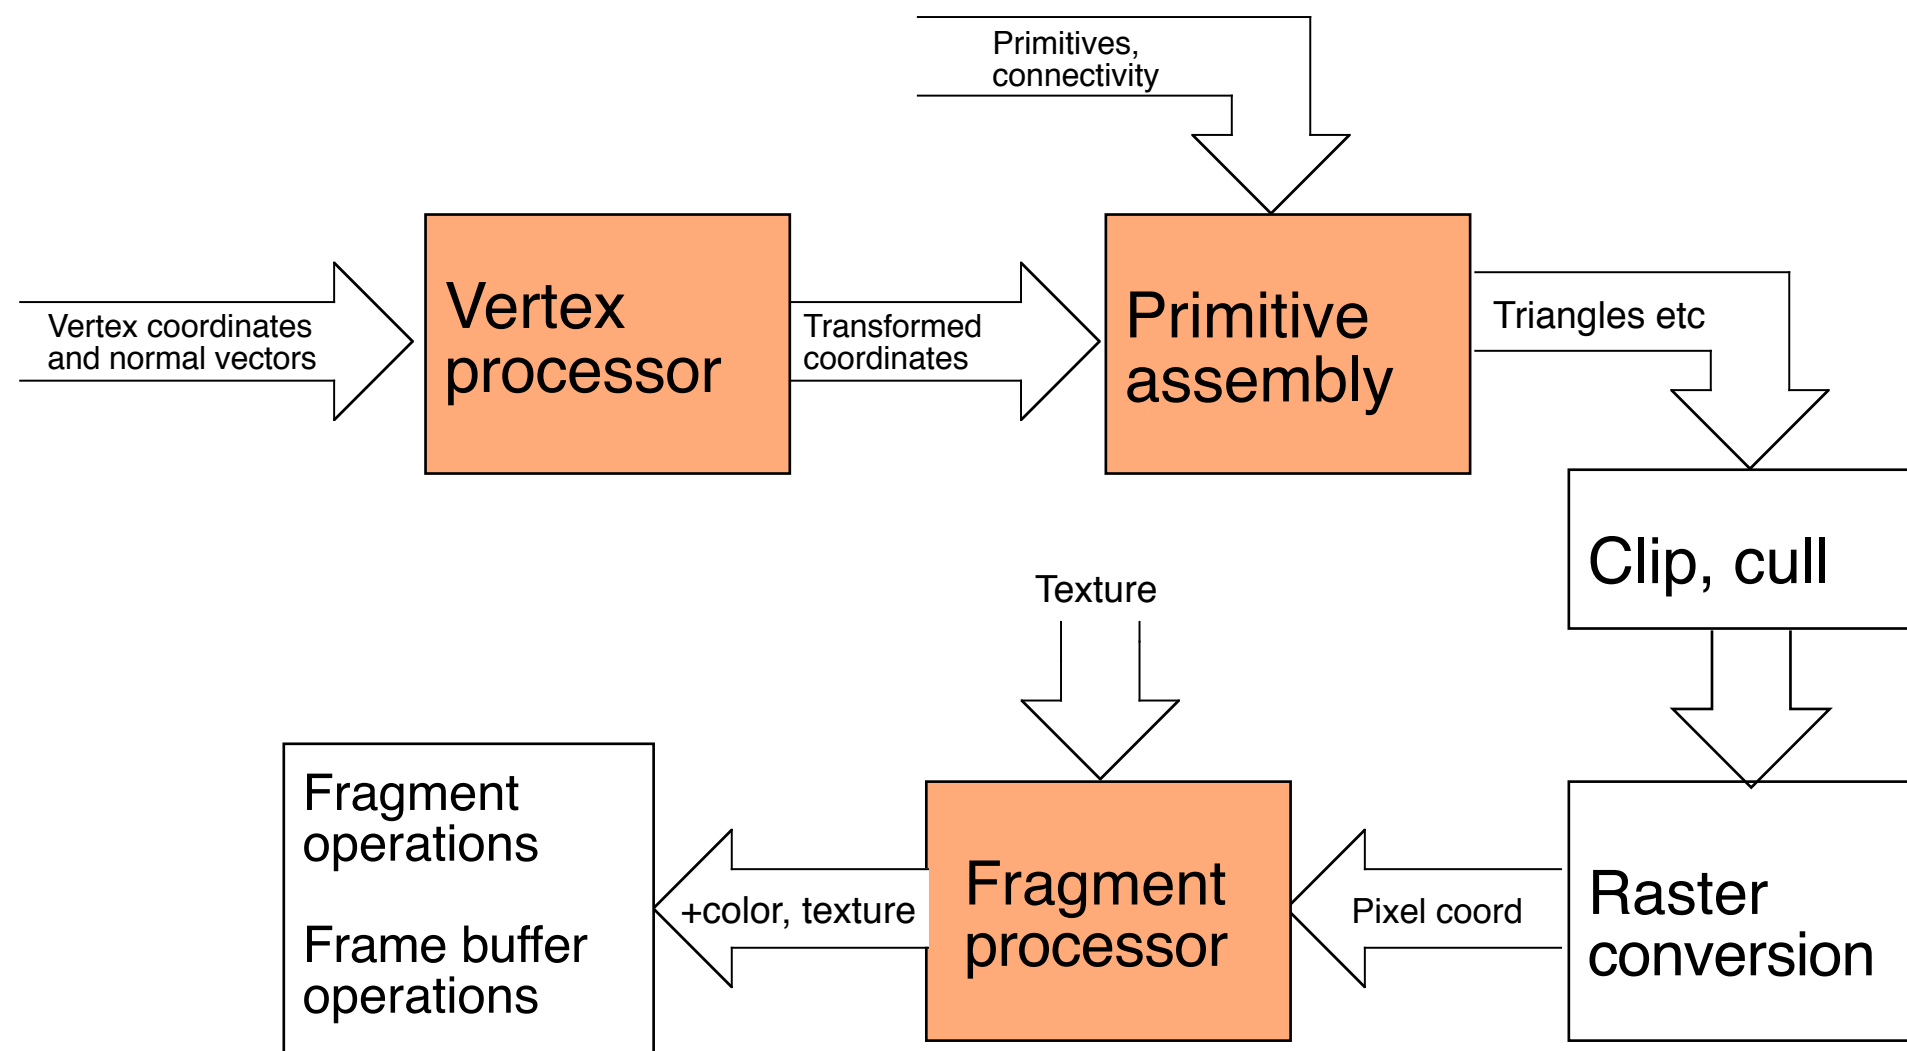 Primitives,
connectivity
Vertex coordinates
and normal vectors
Vertex
processor
Transformed
coordinates
Primitive
assembly
Triangles etc
Clip, cull
Texture
Raster
conversion
Pixel coord
Fragment
processor
+color, texture
Fragment
operations
Frame buffer
operations